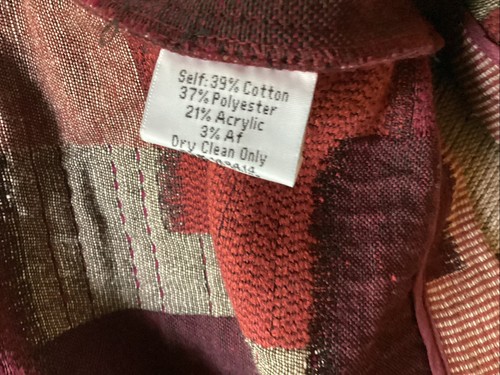 Self: 39% Cotton
37% Polyester
21% Acrylic
3% Af
Dry Clean Only